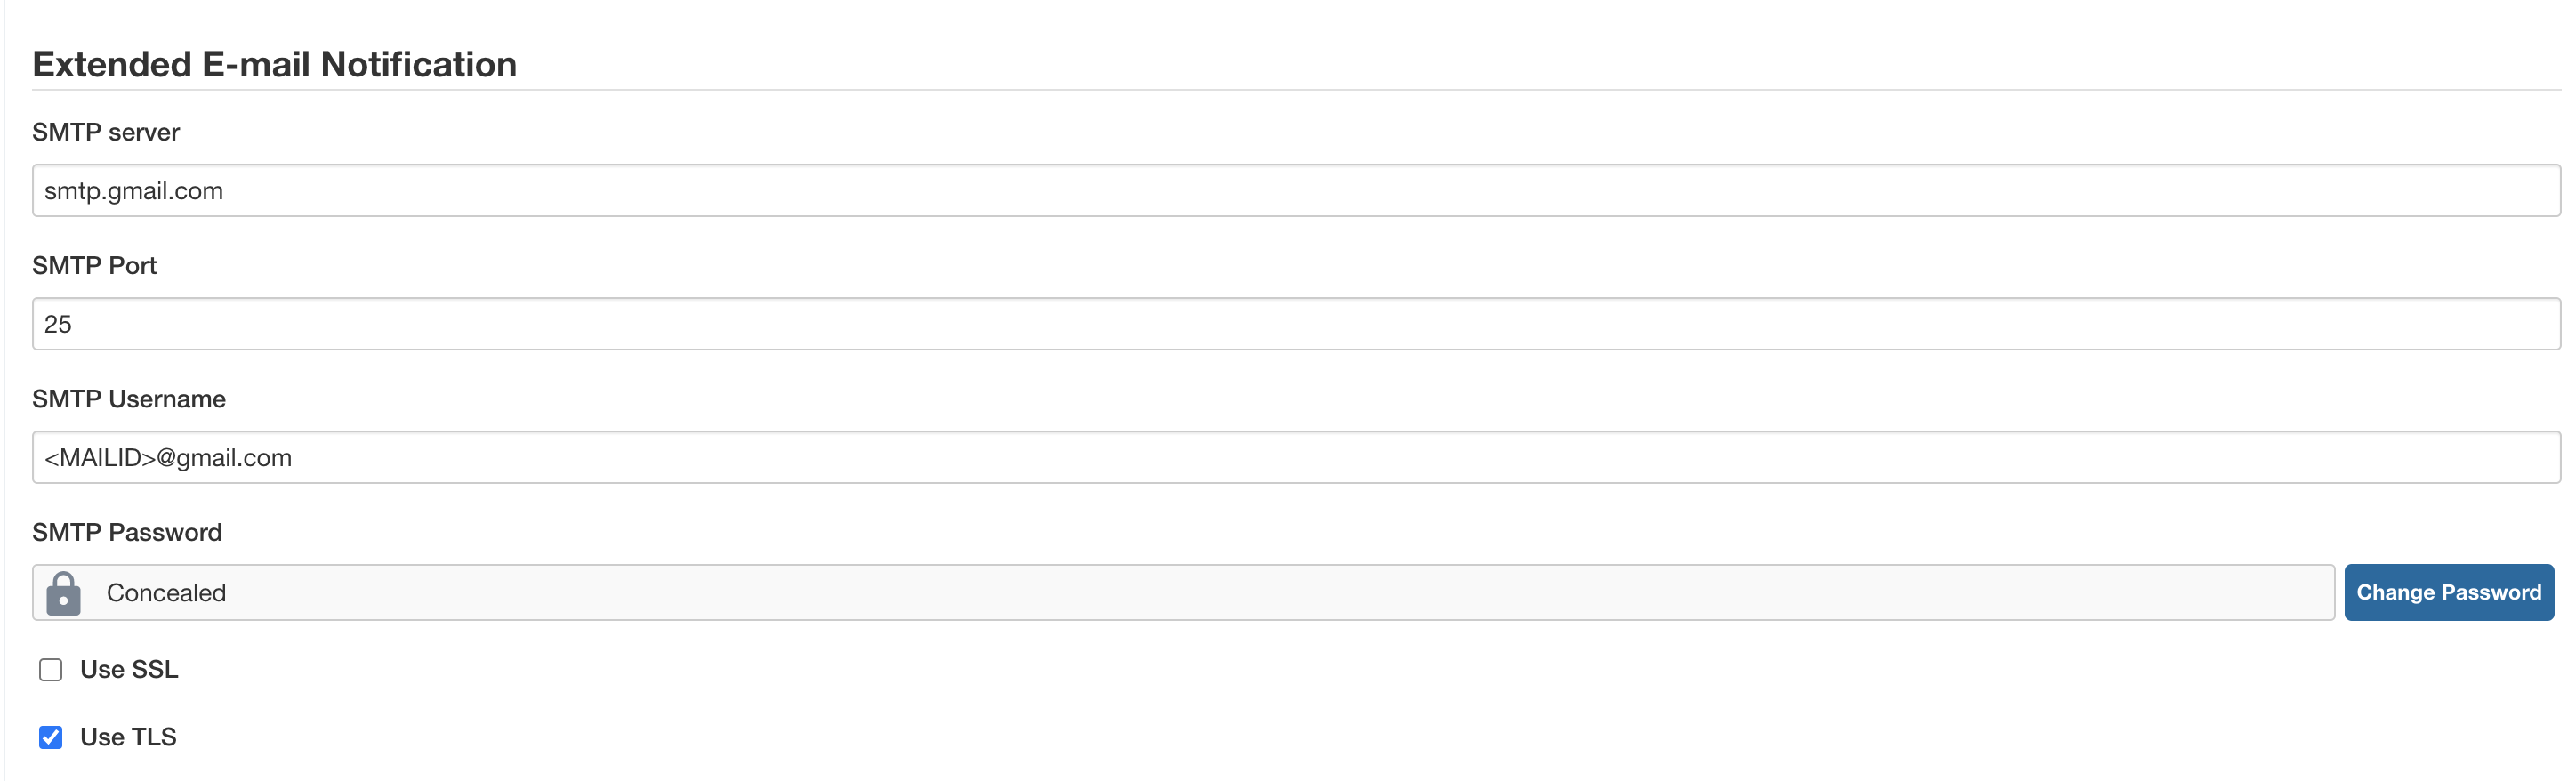 Extended E-mail Notification
SMTP server
smtp.gmail.com
SMTP Port
25
SMTP Username
<MAILID>@gmail.com
SMTP Password
Concealed
Change Password
Use SSL
Use TLS